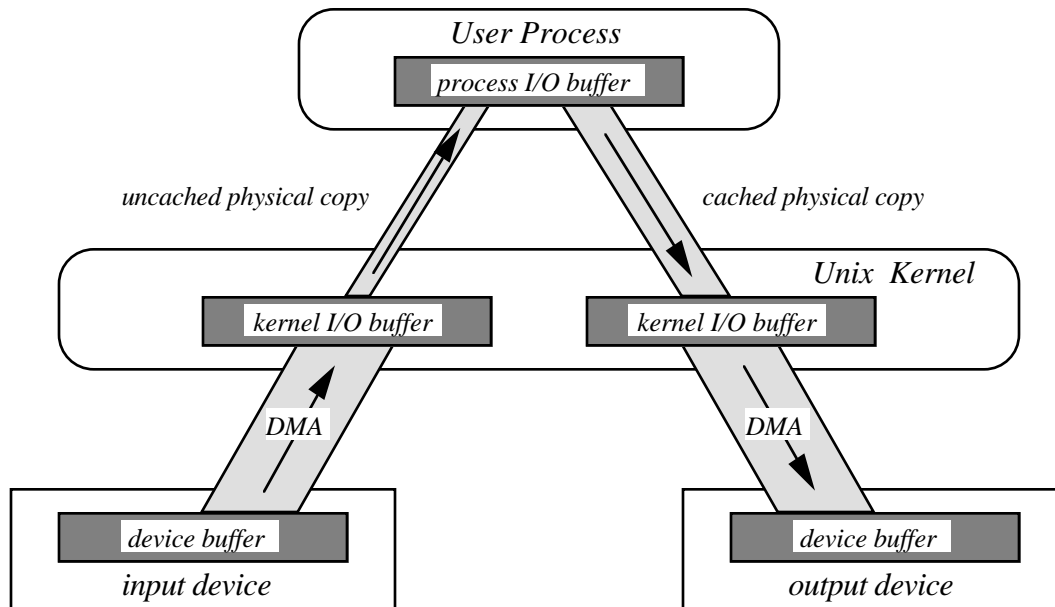 User Process
process I/O buffer
uncached physical copy
cached physical copy
Unix Kernel
kernel I/O buffer
kernel I/O buffer
DMA
DMA
device buffer
device buffer
input device
output device